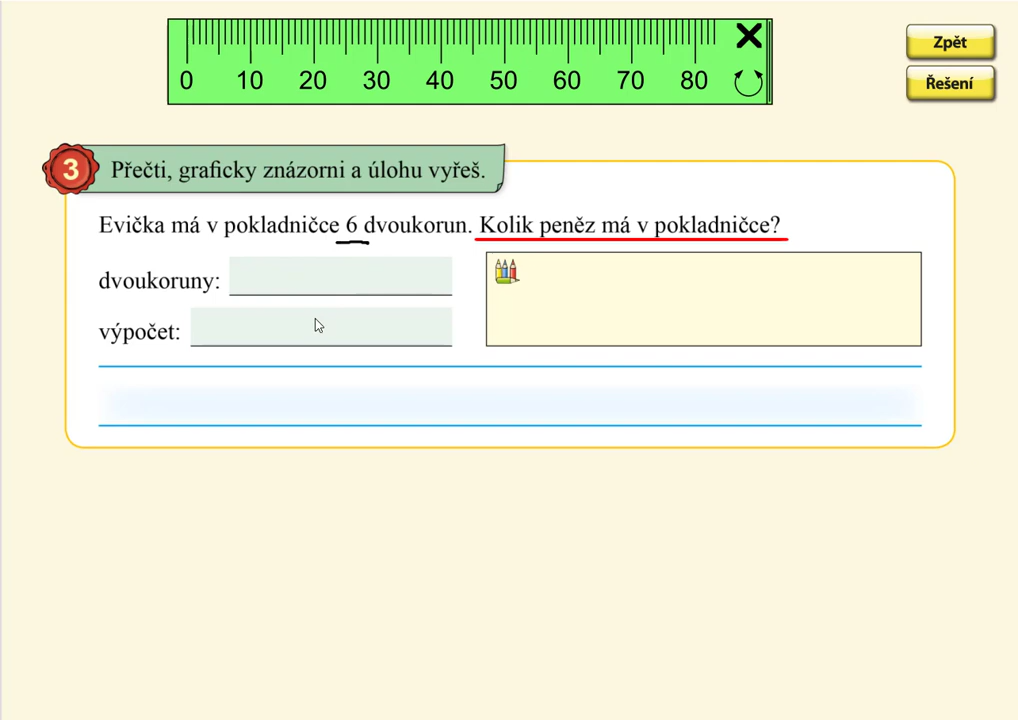 0 10 20 30 40 50 60 70 80
Zpět
Řešení
3 Přečti, graficky znázorni a úlohu vyřeš.
Evička má v pokladničce 6 dvoukorun. Kolik peněz má v pokladničce?
dvoukoruny:
výpočet: